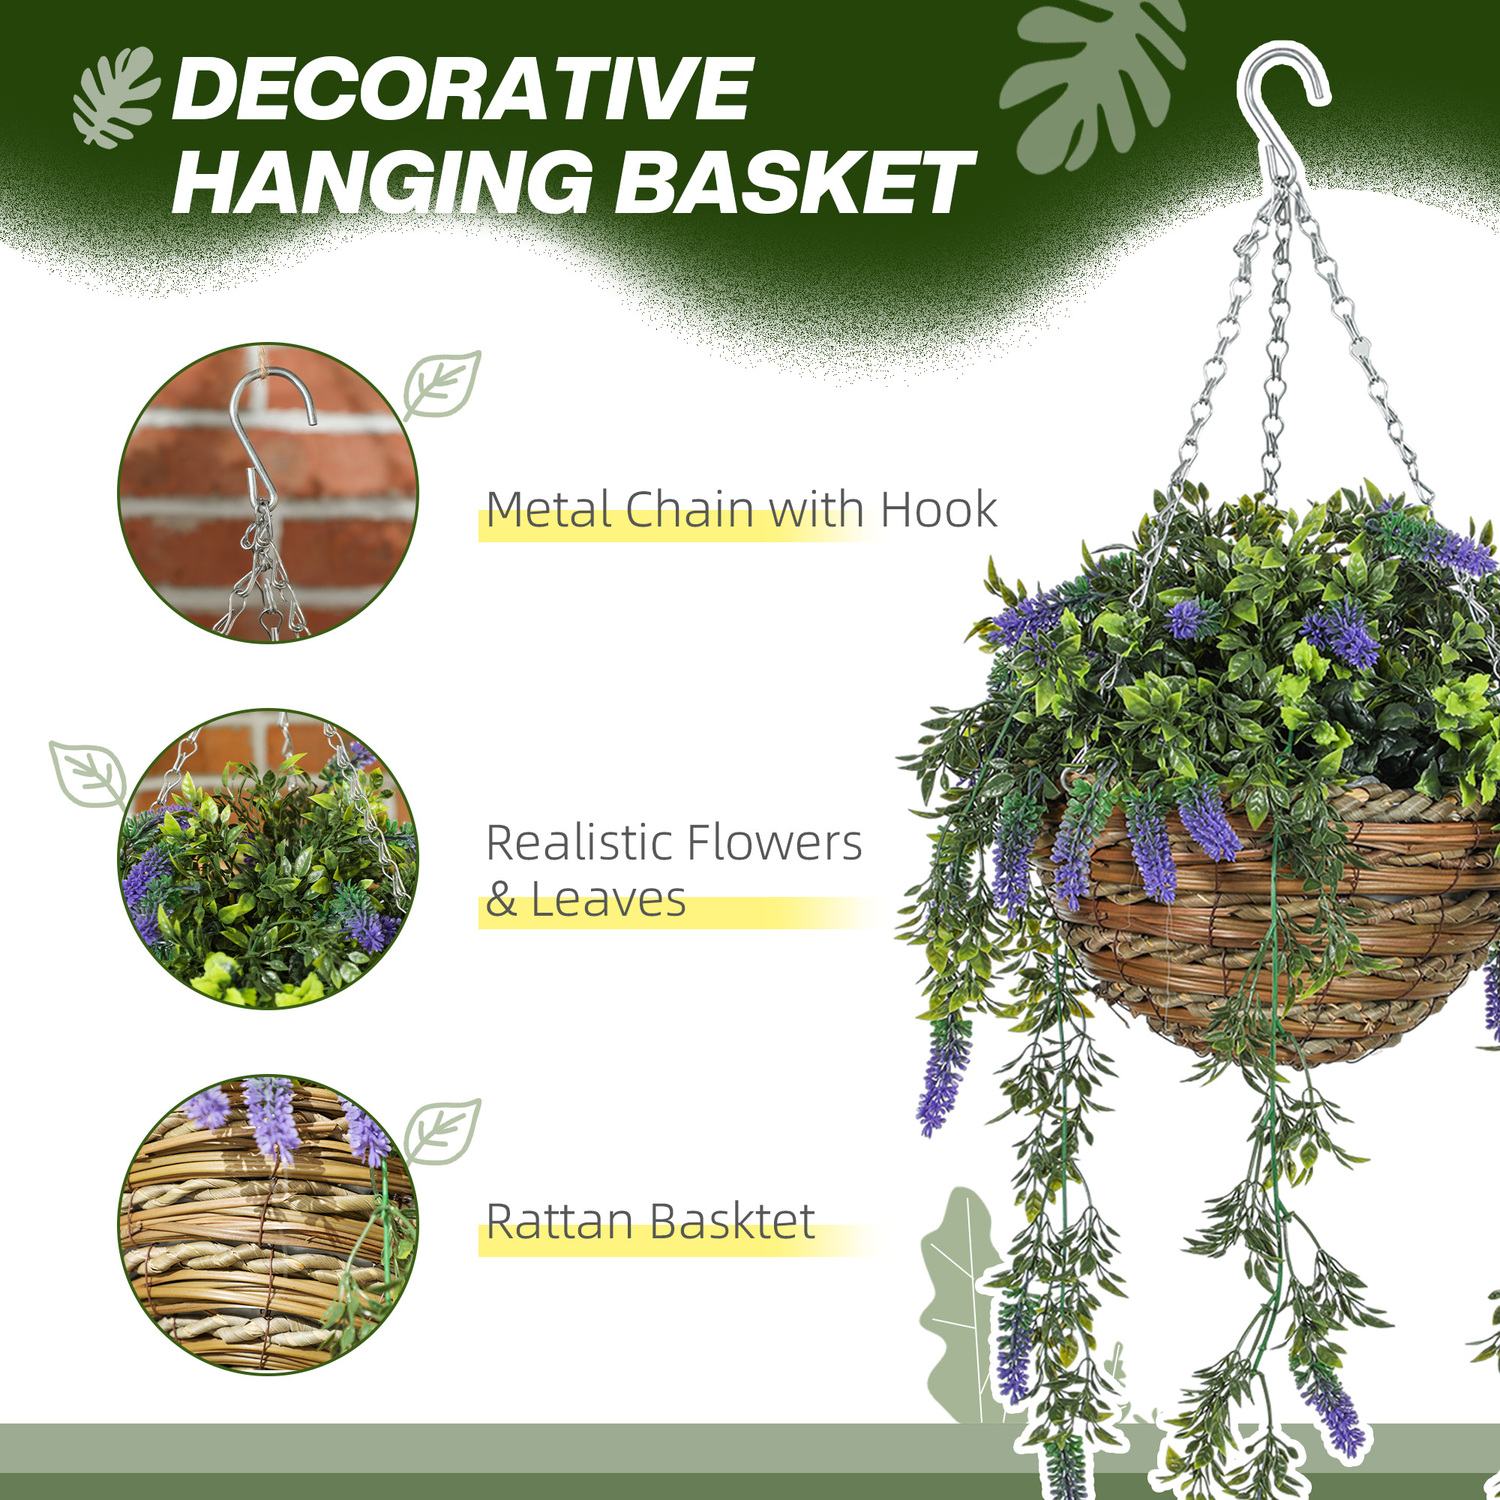 DECORATIVE
HANGING BASKET
Metal Chain with Hook
Realistic Flowers
& Leaves
Rattan Basktet